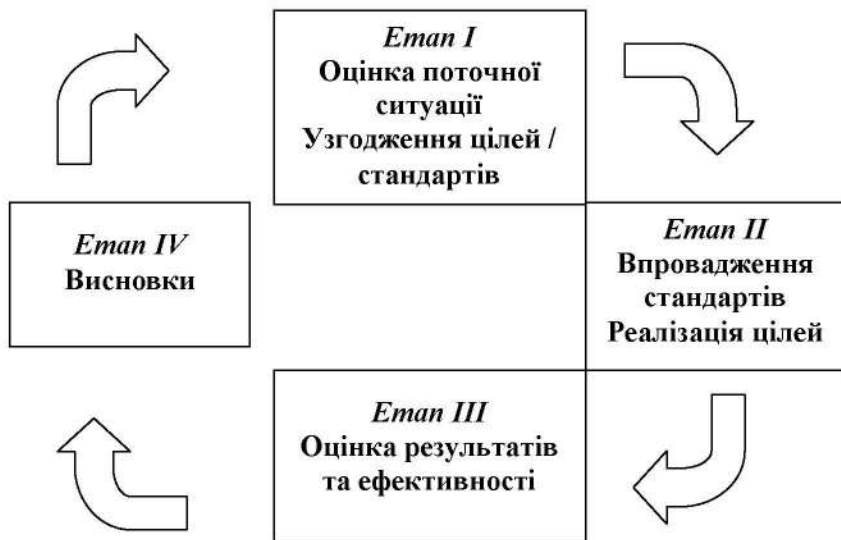 Етап I
Оцінка поточної
ситуації
Узгодження цілей /
стандартів
Етап II
Впровадження
стандартів
Реалізація цілей
Етап III
Оцінка результатів
та ефективності
Етап IV
Висновки